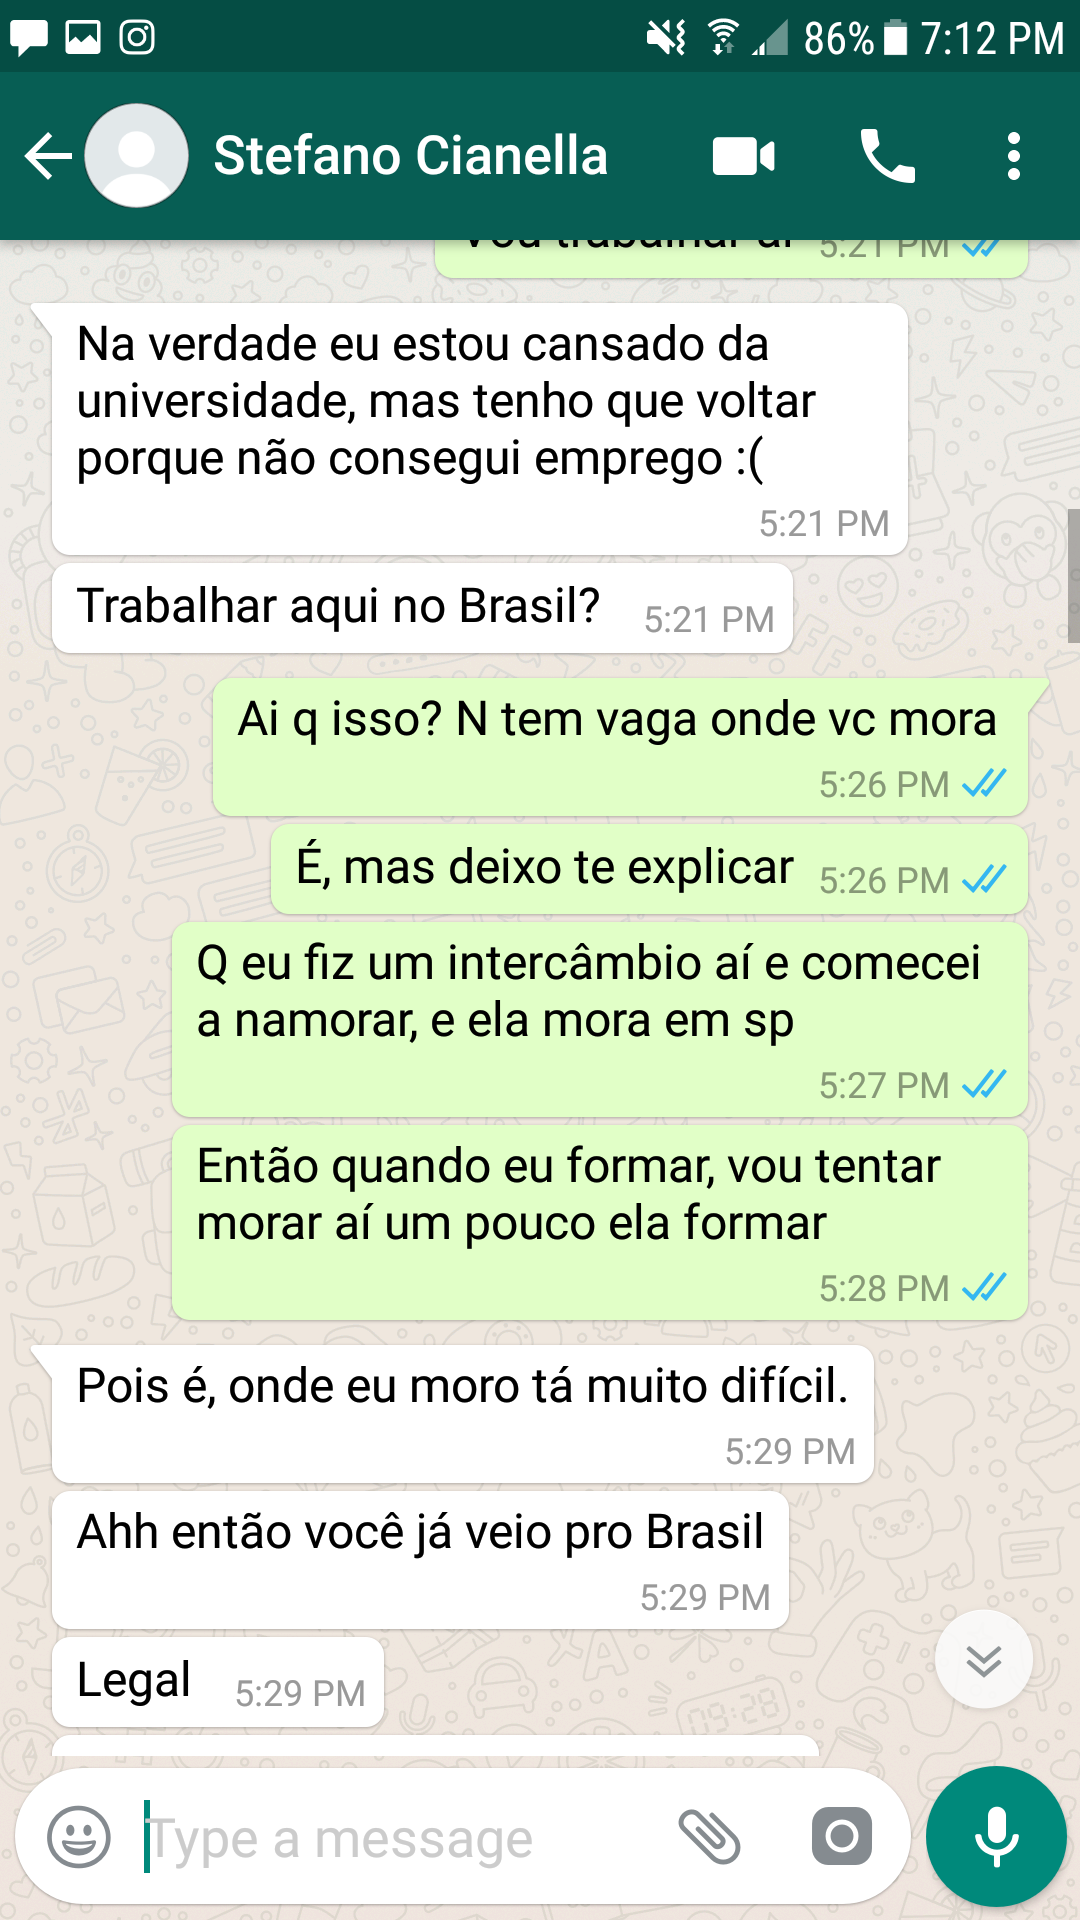 86% 7:12 PM
Stefano Cianella
Vou trabalhar aí 5:21 PM
Na verdade eu estou cansado da
universidade, mas tenho que voltar
porque não consegui emprego :(
5:21 PM
Trabalhar aqui no Brasil? 5:21 PM
Ai q isso? N tem vaga onde vc mora
5:26 PM
É, mas deixo te explicar 5:26 PM
Q eu fiz um intercâmbio aí e comecei
a namorar, e ela mora em sp
5:27 PM
Então quando eu formar, vou tentar
morar aí um pouco ela formar
5:28 PM
Pois é, onde eu moro tá muito difícil.
5:29 PM
Ahh então você já veio pro Brasil
5:29 PM
Legal 5:29 PM
Type a message